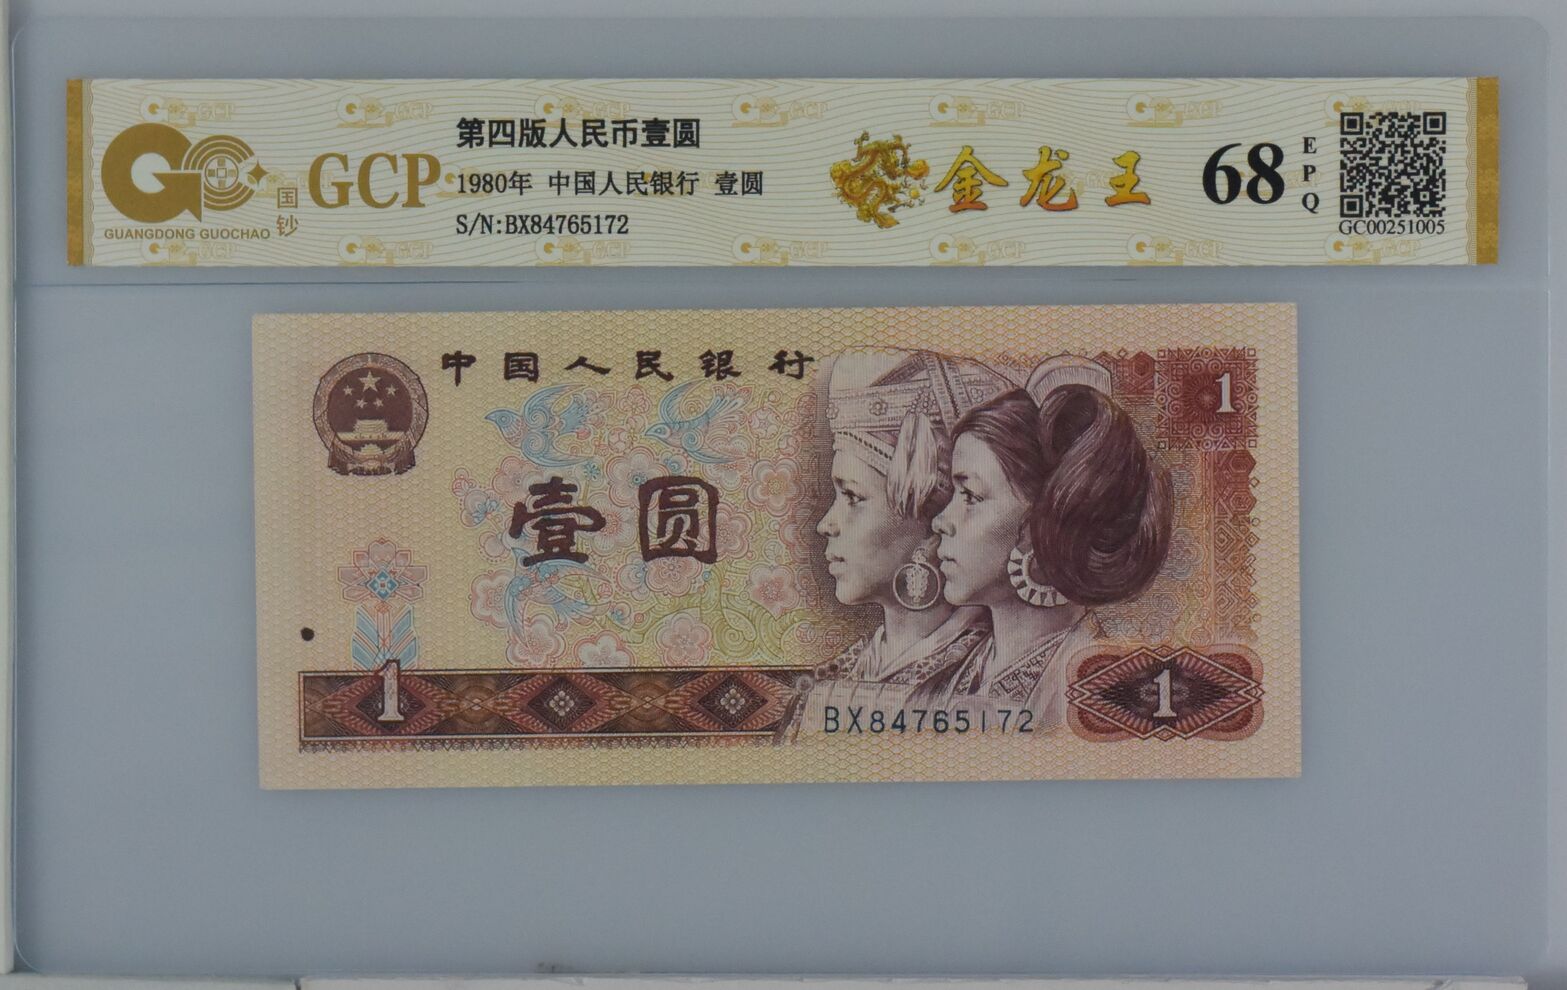 GCP
国钞
GUANGDONG GUOCHAO
第四版人民币壹圆
1980年 中国人民银行 壹圆
S/N:BX84765172
金龙王
68
EPQ
GC00251005
中国人民银行
1
壹圆
1
BX84765172
1